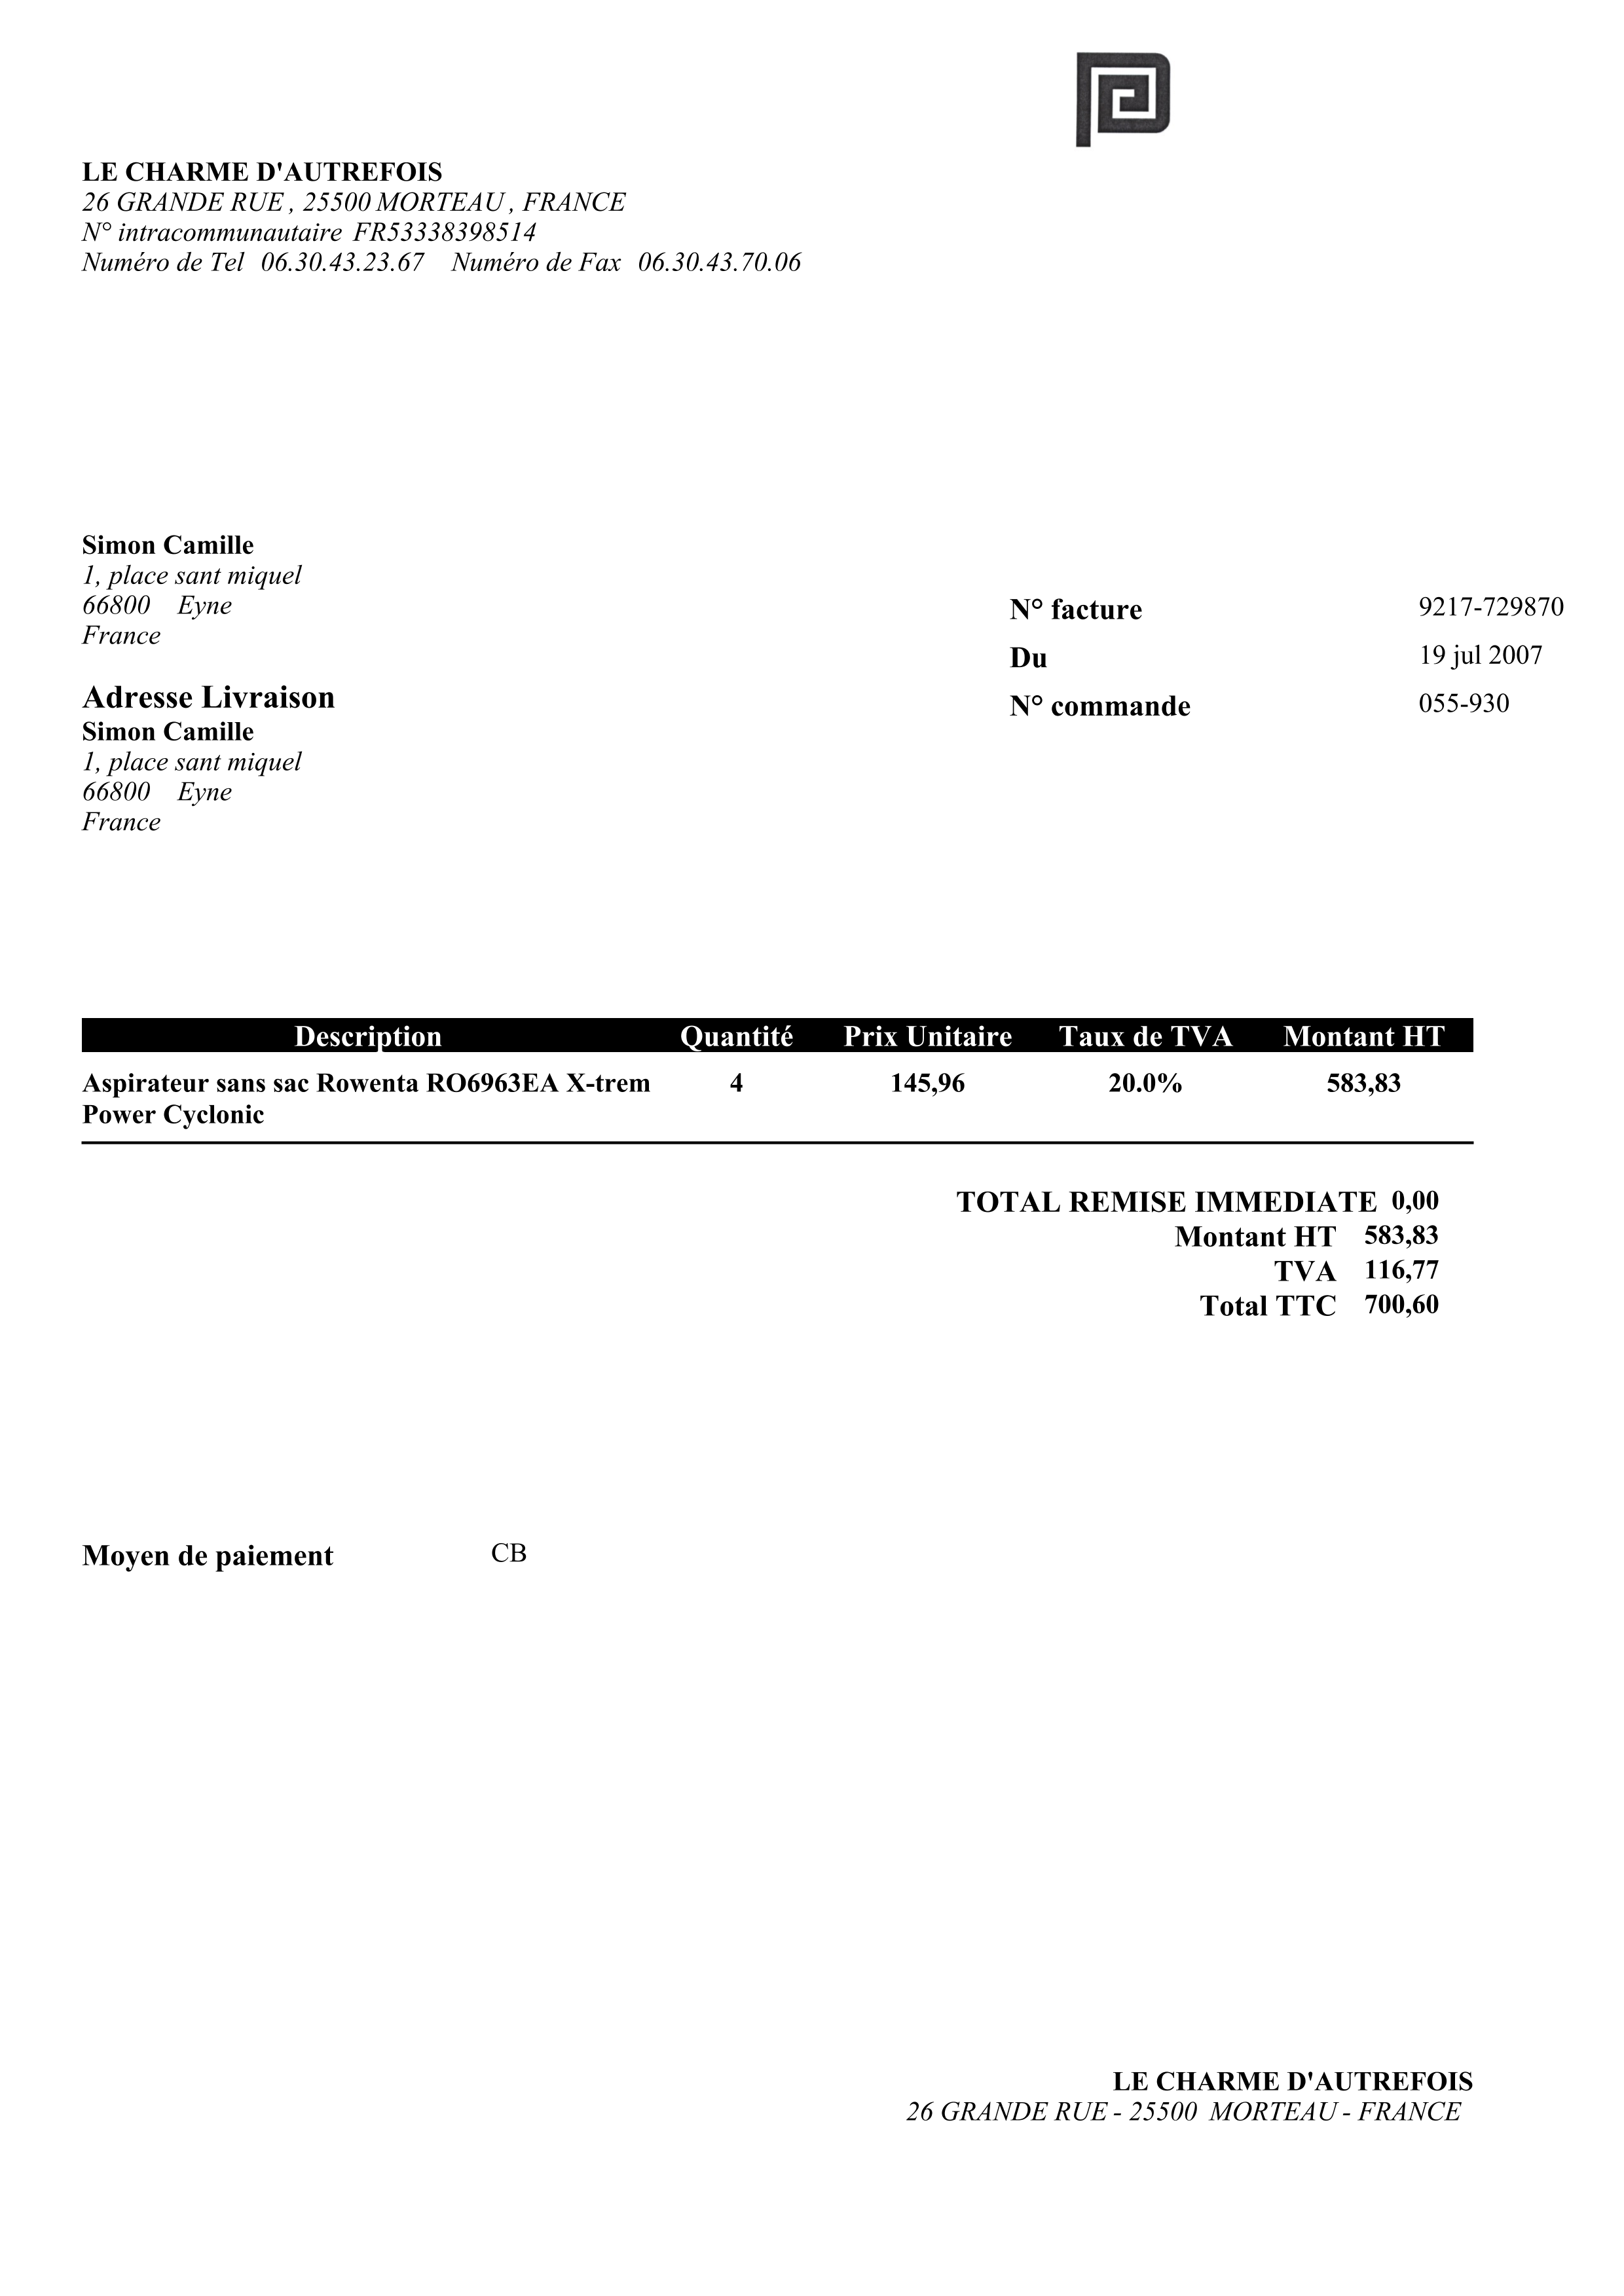 LE CHARME D'AUTREFOIS
26 GRANDE RUE , 25500 MORTEAU , FRANCE
N° intracommunautaire FR53338398514
Numéro de Tel 06.30.43.23.67 Numéro de Fax 06.30.43.70.06
Simon Camille
1, place sant miquel
66800 Eyne
France
N° facture 9217-729870
Du 19 jul 2007
N° commande 055-930
Adresse Livraison
Simon Camille
1, place sant miquel
66800 Eyne
France
Description Quantité Prix Unitaire Taux de TVA Montant HT
Aspirateur sans sac Rowenta RO6963EA X-trem 4 145,96 20.0% 583,83
Power Cyclonic
TOTAL REMISE IMMEDIATE 0,00
Montant HT 583,83
TVA 116,77
Total TTC 700,60
Moyen de paiement CB
LE CHARME D'AUTREFOIS
26 GRANDE RUE - 25500 MORTEAU - FRANCE